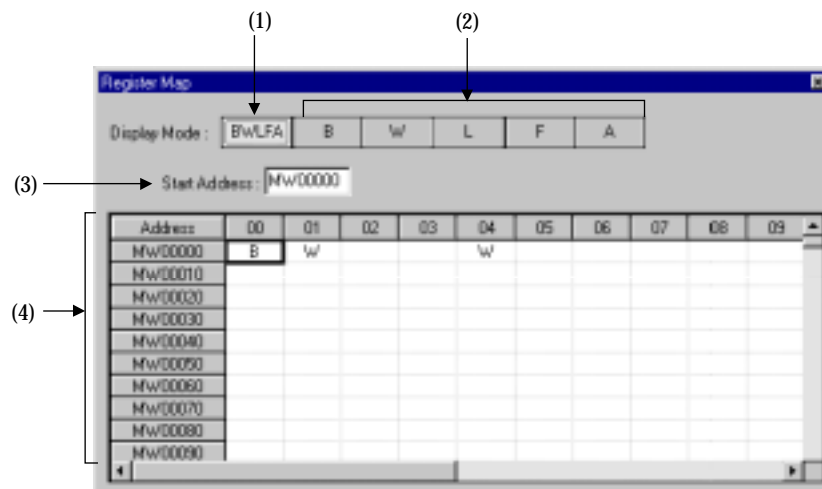 (1) (2)
Register Map
Display Mode : BWLFA B W L F A
(3) Start Address : MW00000
Address 00 01 02 03 04 05 06 07 08 09
MW00000 B W W
MW00010
MW00020
(4) MW00030
MW00040
MW00050
MW00060
MW00070
MW00080
MW00090